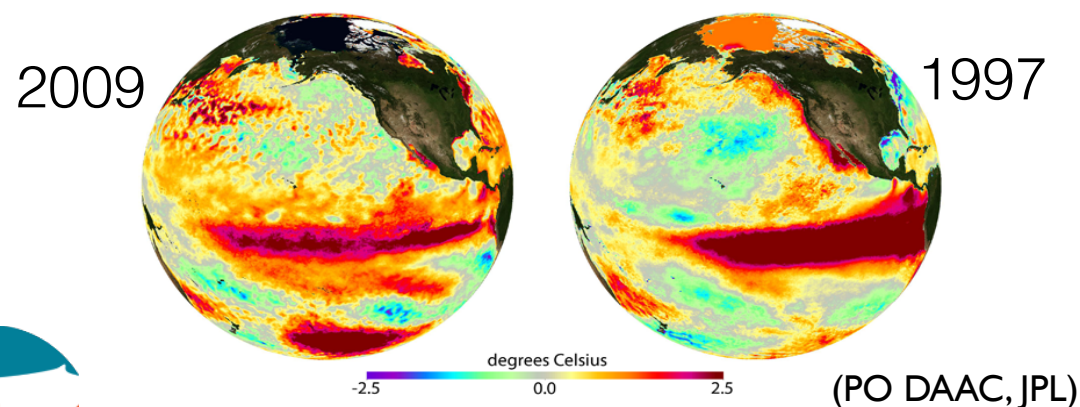 2009
1997
degrees Celsius
-2.5 0.0 2.5
(PO DAAC, JPL)